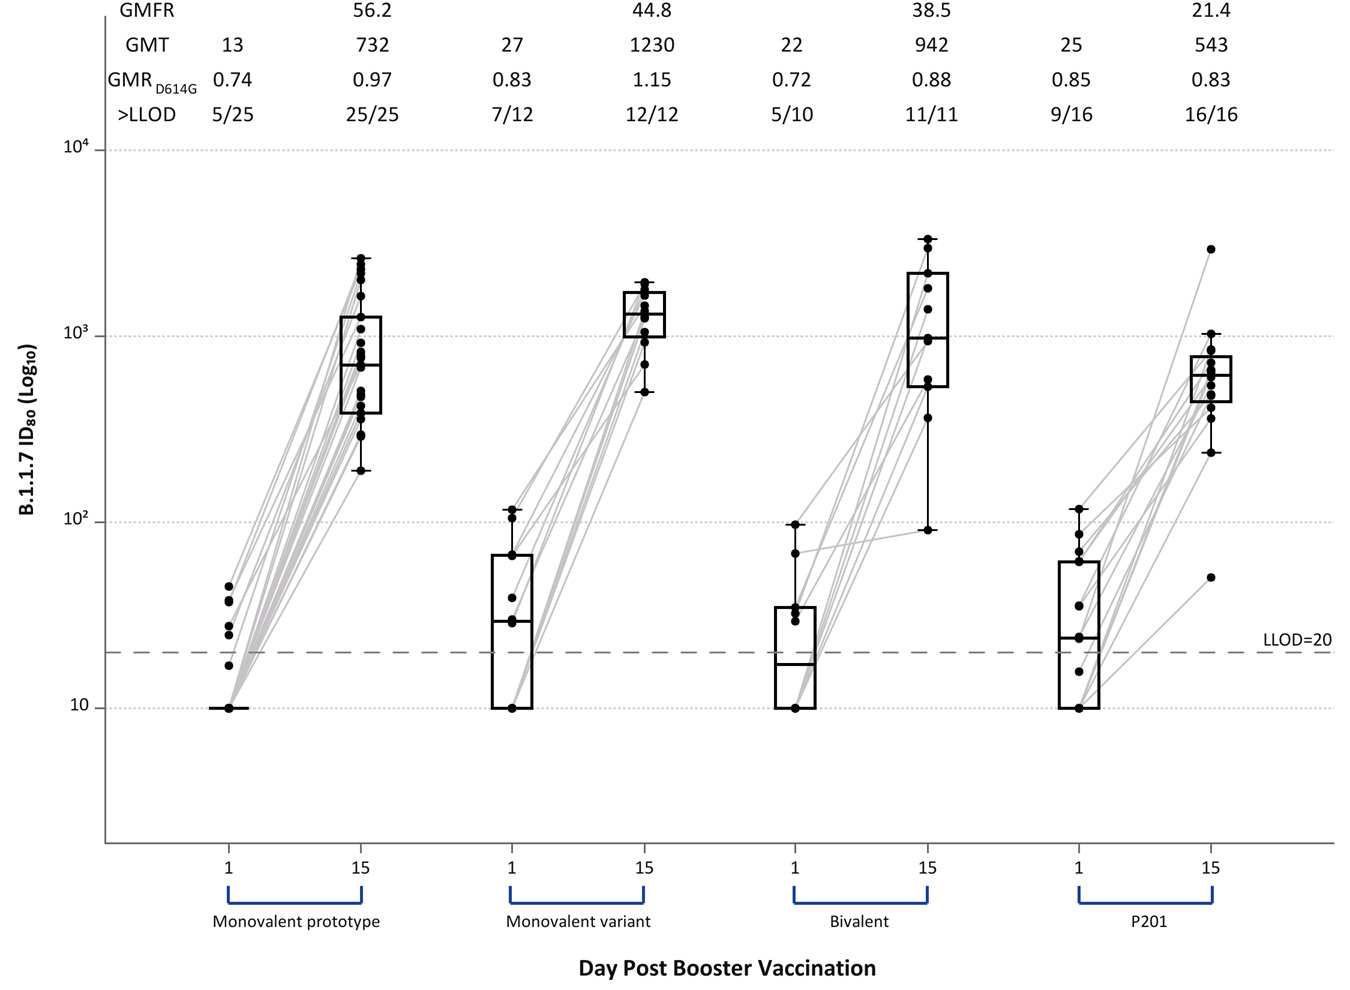 GMFR 56.2 44.8 38.5 21.4
GMT 13 732 27 1230 22 942 25 543
GMR D614G 0.74 0.97 0.83 1.15 0.72 0.88 0.85 0.83
>LLOD 5/25 25/25 7/12 12/12 5/10 11/11 9/16 16/16
10⁴
10³
10²
10
B.1.1.7 ID₈₀ (Log₁₀)
LLOD=20
1 15 1 15 1 15 1 15
Monovalent prototype Monovalent variant Bivalent P201
Day Post Booster Vaccination